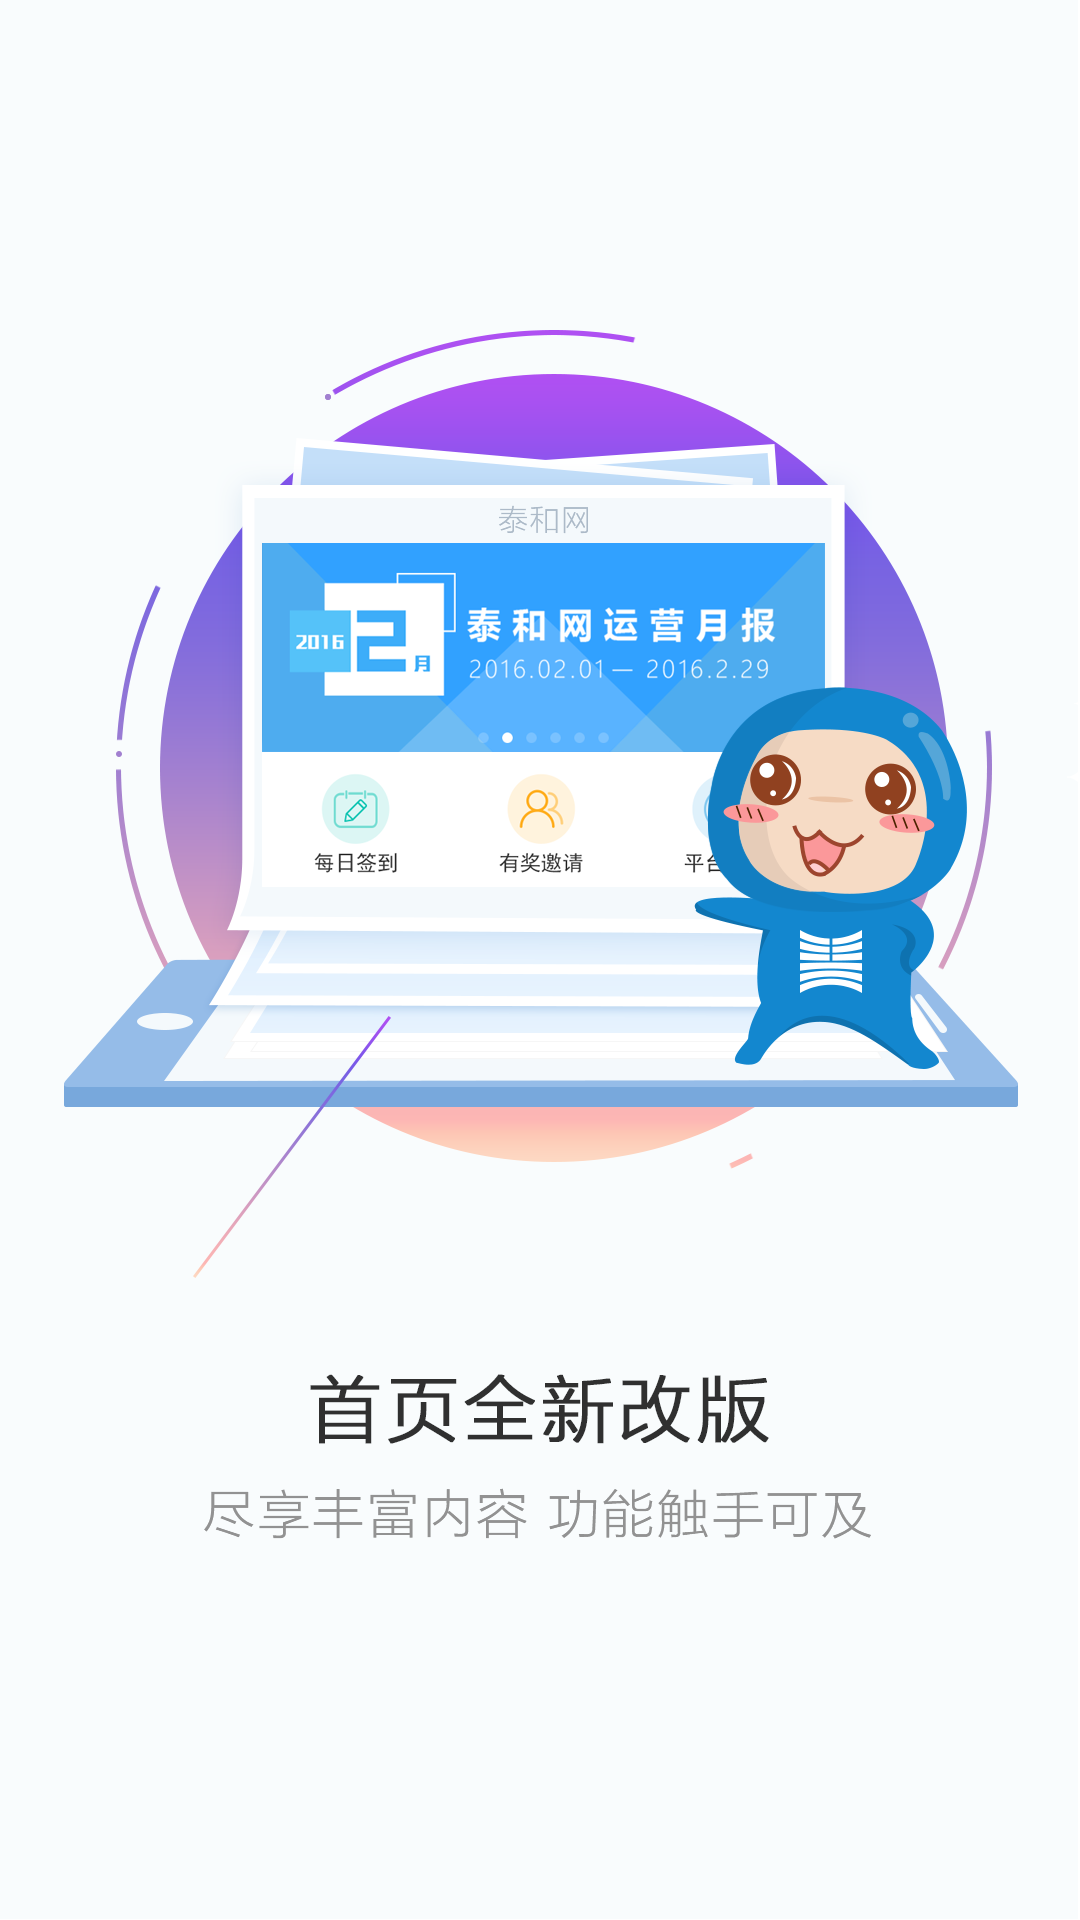 泰和网
2016 2月
泰和网运营月报
2016.02.01— 2016.2.29
每日签到 有奖邀请 平台
首页全新改版
尽享丰富内容 功能触手可及